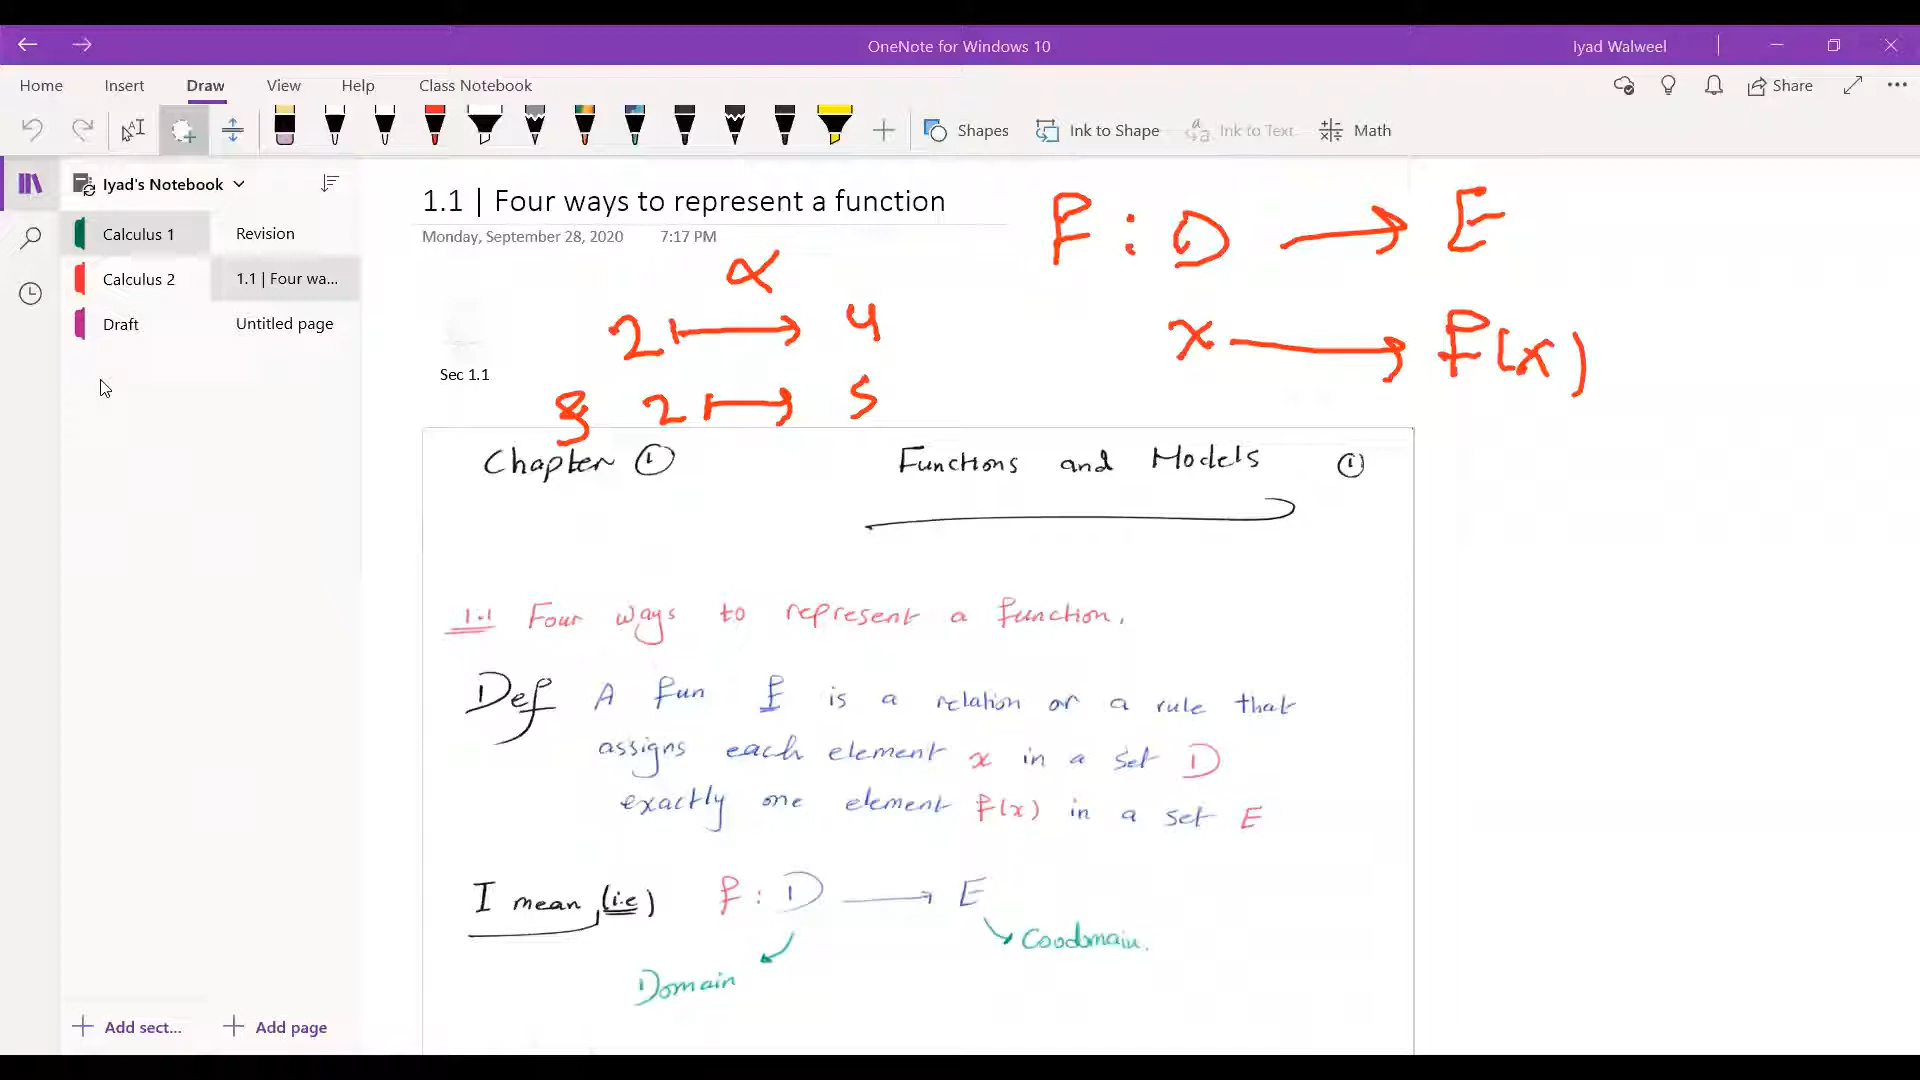 OneNote for Windows 10
Iyad Walweel
Home Insert Draw View Help Class Notebook
Share
Shapes Ink to Shape Ink to Text Math
Iyad's Notebook
Calculus 1
Calculus 2
Draft
Revision
1.1 | Four wa...
Untitled page
Add sect...
Add page
1.1 | Four ways to represent a function
Monday, September 28, 2020 7:17 PM
α
2 ↦ 4
2 ↦ 5
f : D → E
x → f(x)
Sec 1.1
Chapter ① Functions and Models ①
1.1 Four ways to represent a function.
Def A fun f is a relation or a rule that
assigns each element x in a set D
exactly one element f(x) in a set E
I mean (i.e) f : D → E
Domain
Coodmain.